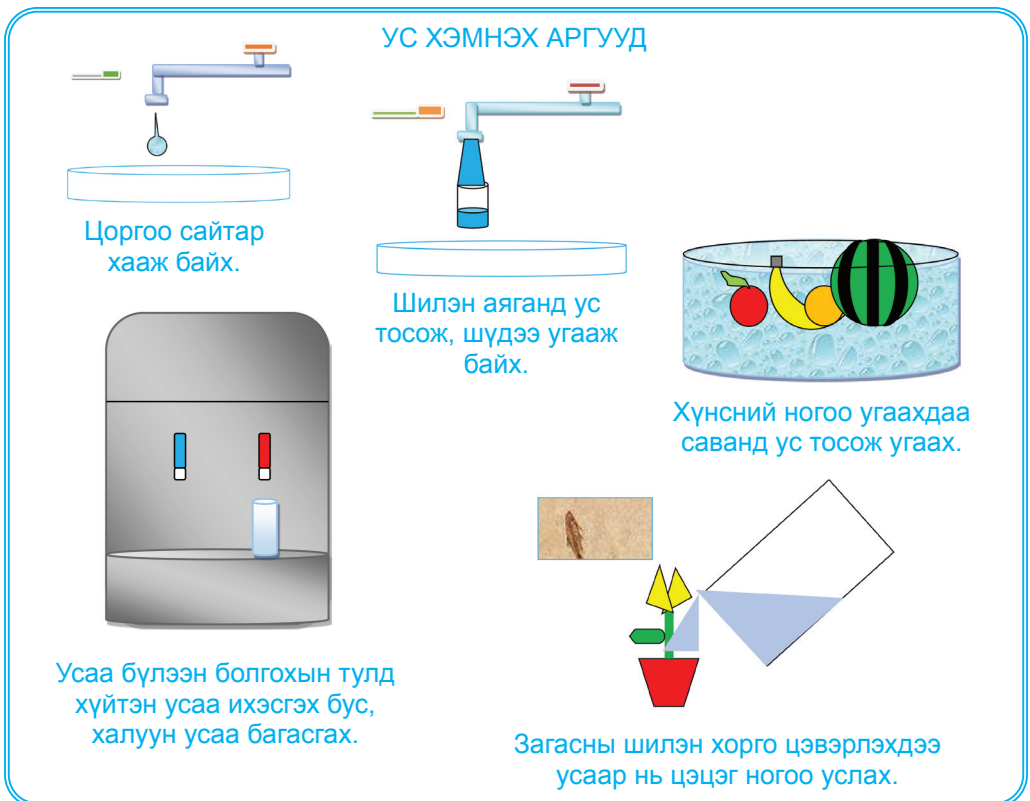 УС ХЭМНЭХ АРГУУД
Цоргоо сайтар
хааж байх.
Шилэн аяганд ус
тосож, шүдээ угааж
байх.
Хүнсний ногоо угаахдаа
саванд ус тосож угаах.
Усаа бүлээн болгохын тулд
хүйтэн усаа ихэсгэх бус,
халуун усаа багасгах.
Загасны шилэн хорго цэвэрлэхдээ
усаар нь цэцэг ногоо услах.